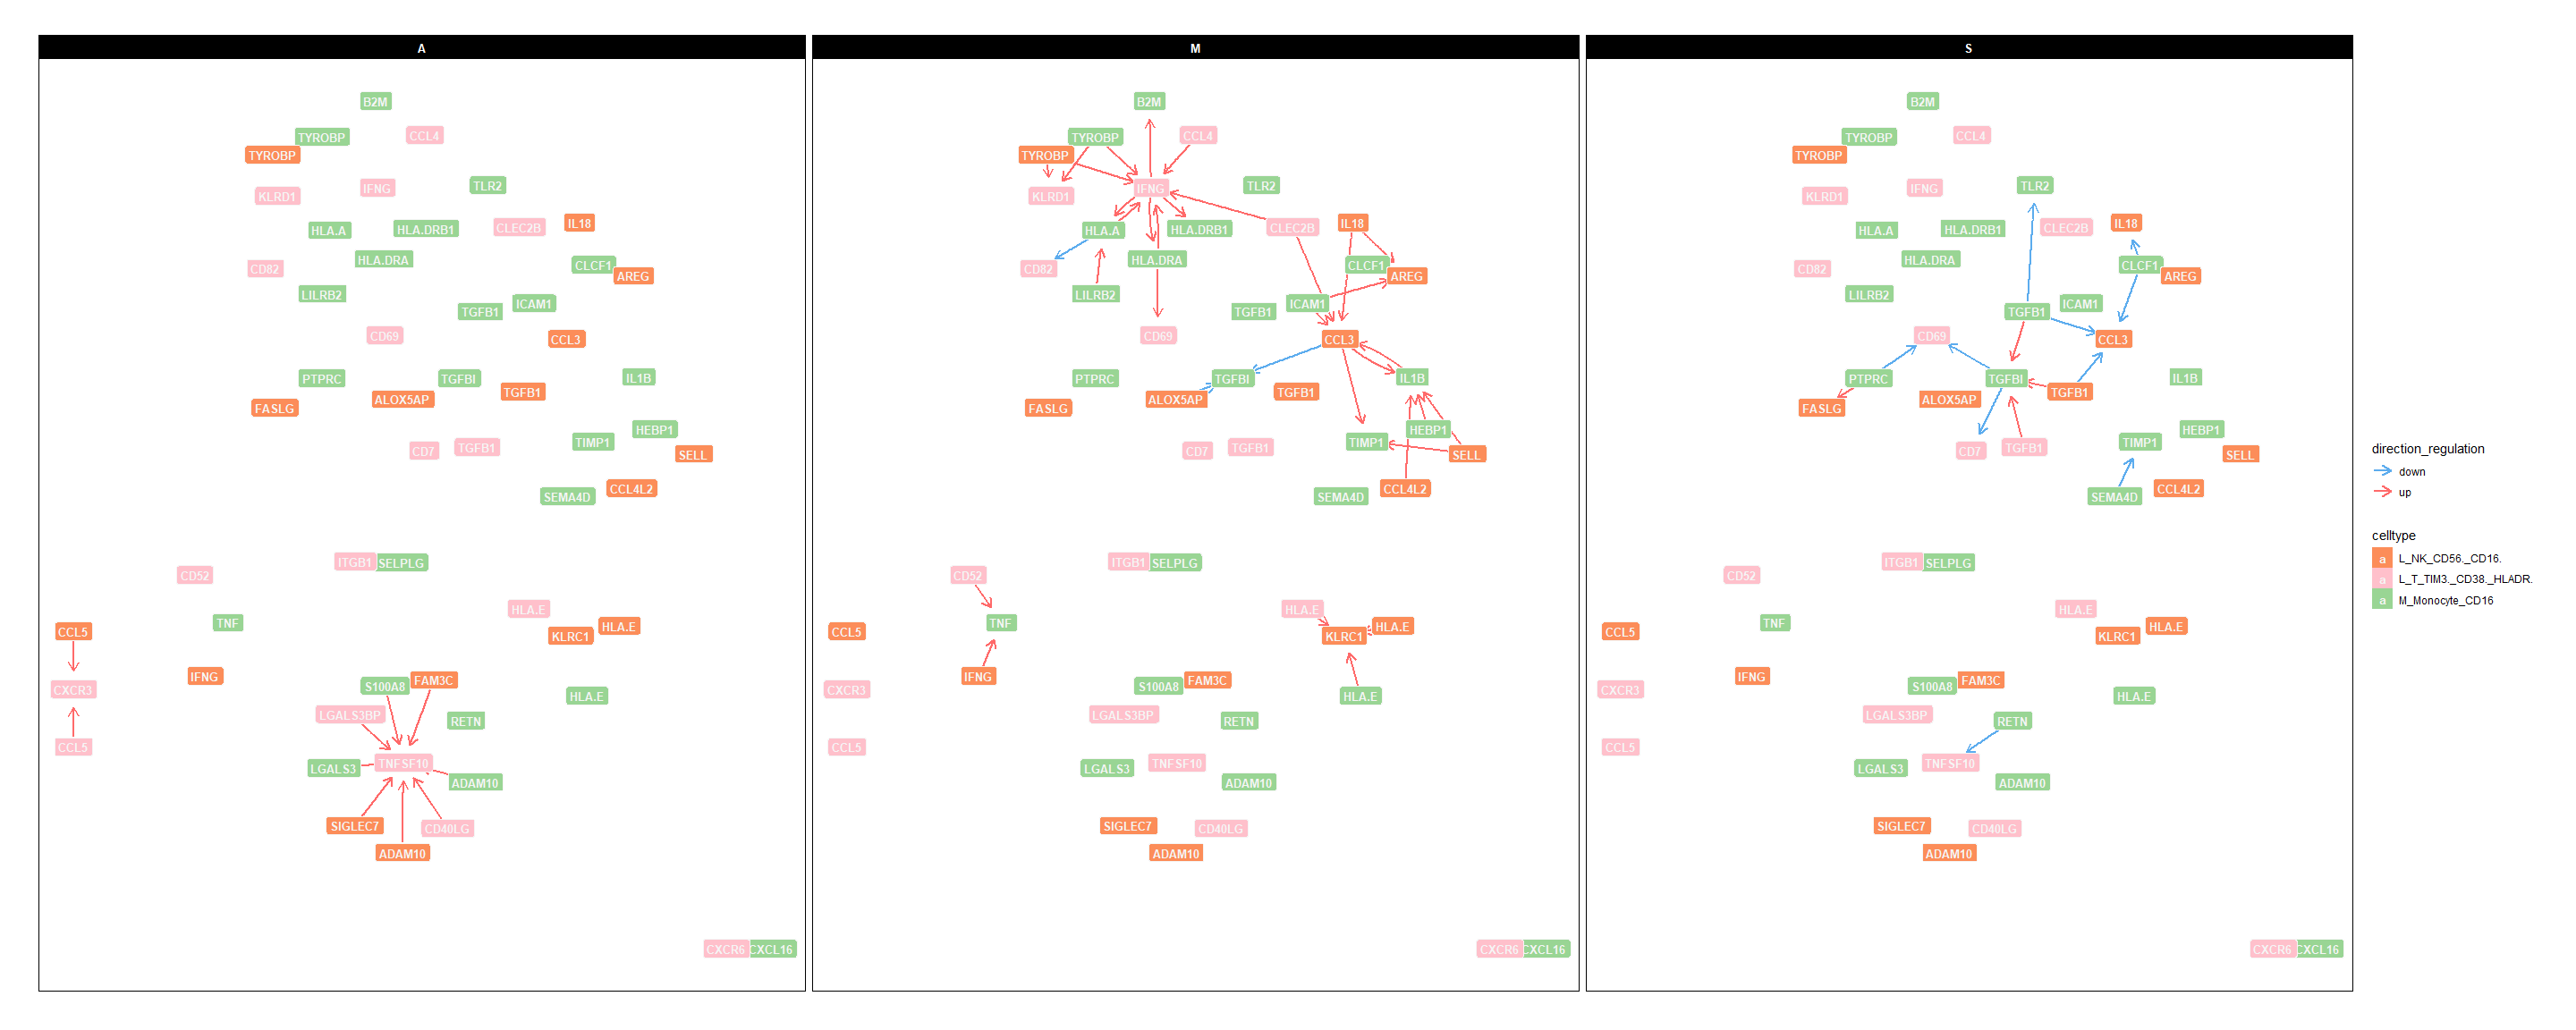 A
B2M
TYROBP
CCL4
TYROBP
IFNG
TLR2
KLRD1
HLA.A
HLA.DRB1
CLEC2B
IL18
CD82
HLA.DRA
CLCF1
AREG
LILRB2
TGFB1
ICAM1
CD69
CCL3
PTPRC
TGFBI
IL1B
FASLG
ALOX5AP
TGFB1
CD7
TGFB1
TIMP1
HEBP1
SELL
SEMA4D
CCL4L2
ITGB1
SELPLG
CD52
HLA.E
TNF
CCL5
KLRC1
HLA.E
IFNG
CXCR3
S100A8
FAM3C
HLA.E
LGALS3BP
RETN
CCL5
TNFSF10
LGALS3
ADAM10
SIGLEC7
CD40LG
ADAM10
CXCR6
CXCL16
M
B2M
TYROBP
CCL4
TYROBP
IFNG
TLR2
KLRD1
HLA.A
HLA.DRB1
CLEC2B
IL18
CD82
HLA.DRA
CLCF1
AREG
LILRB2
TGFB1
ICAM1
CD69
CCL3
PTPRC
TGFBI
IL1B
FASLG
ALOX5AP
TGFB1
CD7
TGFB1
TIMP1
HEBP1
SELL
SEMA4D
CCL4L2
ITGB1
SELPLG
CD52
HLA.E
TNF
CCL5
KLRC1
HLA.E
IFNG
CXCR3
S100A8
FAM3C
HLA.E
LGALS3BP
RETN
CCL5
TNFSF10
LGALS3
ADAM10
SIGLEC7
CD40LG
ADAM10
CXCR6
CXCL16
S
B2M
TYROBP
CCL4
TYROBP
IFNG
TLR2
KLRD1
HLA.A
HLA.DRB1
CLEC2B
IL18
CD82
HLA.DRA
CLCF1
AREG
LILRB2
TGFB1
ICAM1
CD69
CCL3
PTPRC
TGFBI
IL1B
FASLG
ALOX5AP
TGFB1
CD7
TGFB1
TIMP1
HEBP1
SELL
SEMA4D
CCL4L2
ITGB1
SELPLG
CD52
HLA.E
TNF
CCL5
KLRC1
HLA.E
IFNG
CXCR3
S100A8
FAM3C
HLA.E
LGALS3BP
RETN
CCL5
TNFSF10
LGALS3
ADAM10
SIGLEC7
CD40LG
ADAM10
CXCR6
CXCL16
direction_regulation
down
up
celltype
a L_NK_CD56._CD16.
a L_T_TIM3._CD38._HLADR.
a M_Monocyte_CD16